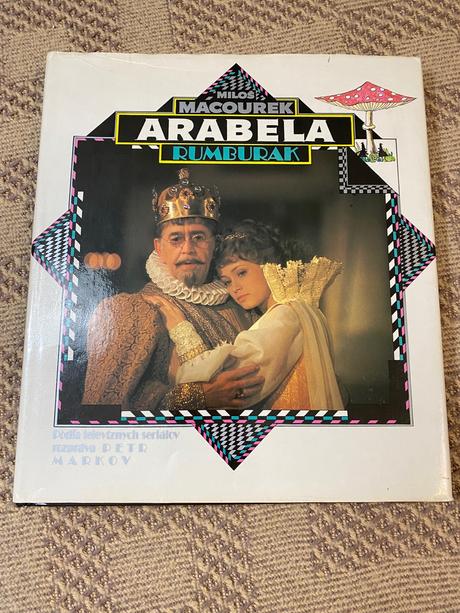 MILOŠ
MACOUREK
ARABELA
RUMBURAK
Podľa televíznych seriálov
rozpráva PETR
MARKOV